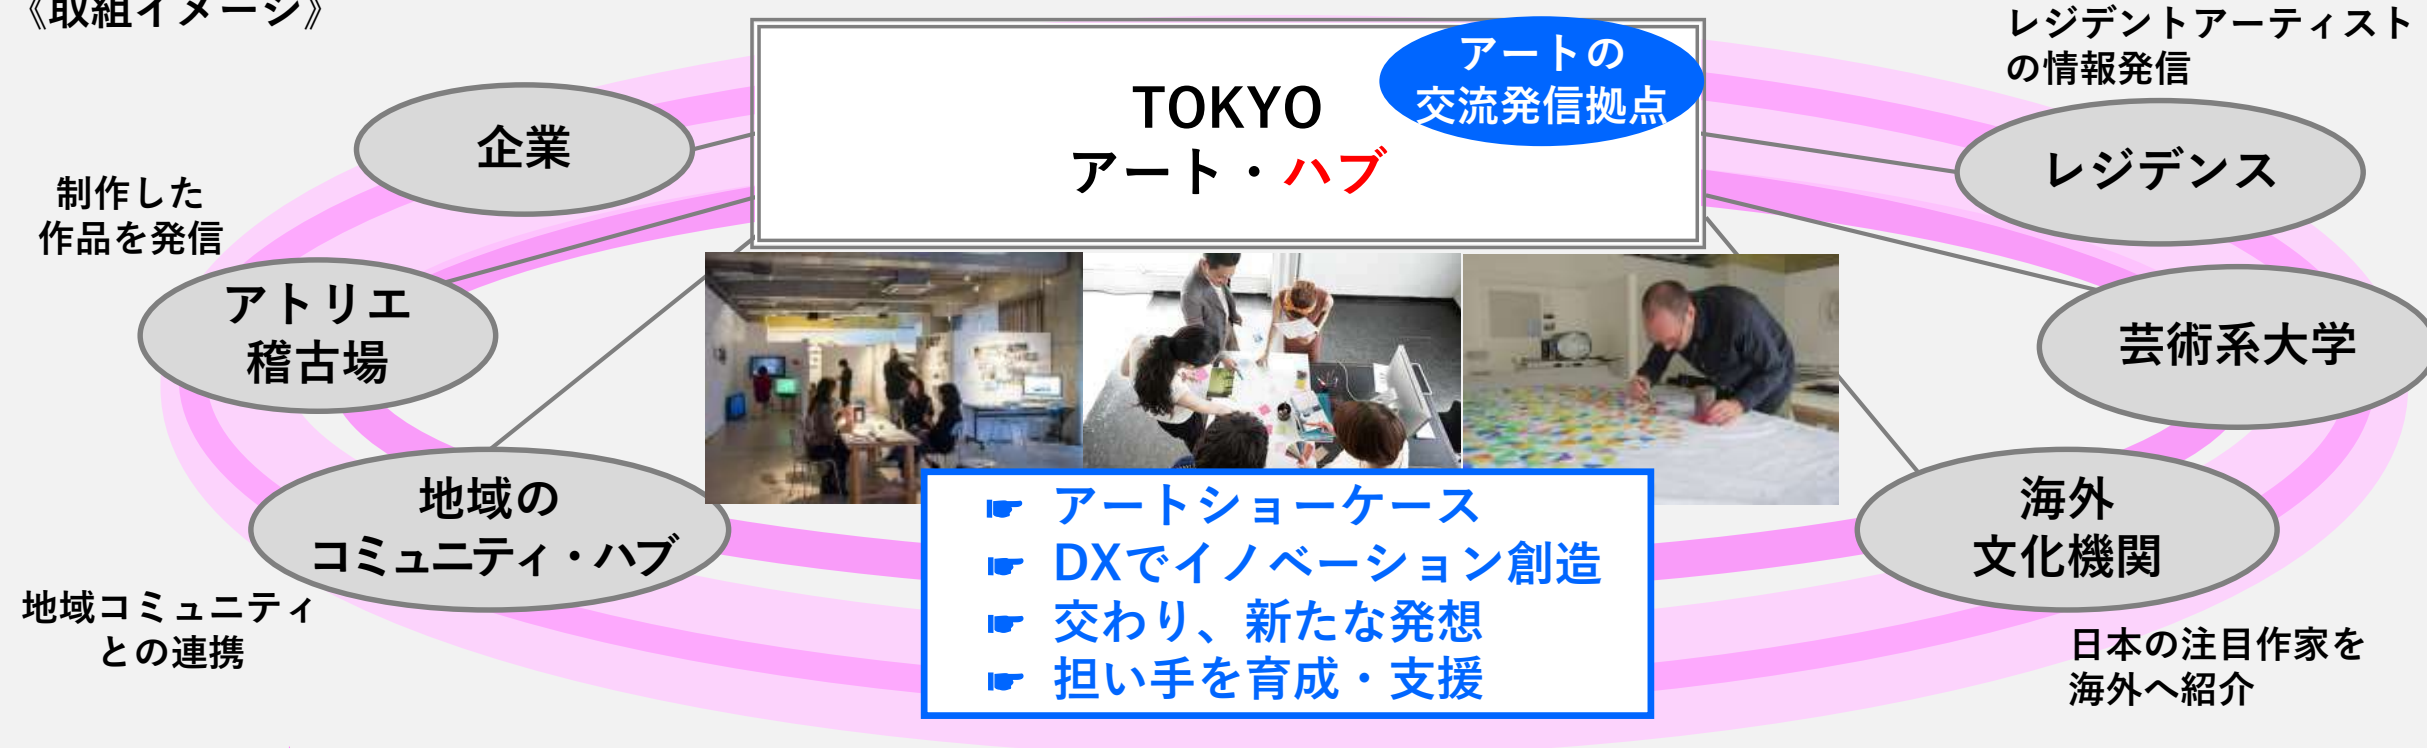 《取組イメージ》
TOKYO
アート・ハブ
アートの
交流発信拠点
レジデントアーティスト
の情報発信
企業
レジデンス
制作した
作品を発信
アトリエ
稽古場
芸術系大学
地域の
コミュニティ・ハブ
海外
文化機関
☛ アートショーケース
☛ DXでイノベーション創造
☛ 交わり、新たな発想
☛ 担い手を育成・支援
地域コミュニティ
との連携
日本の注目作家を
海外へ紹介